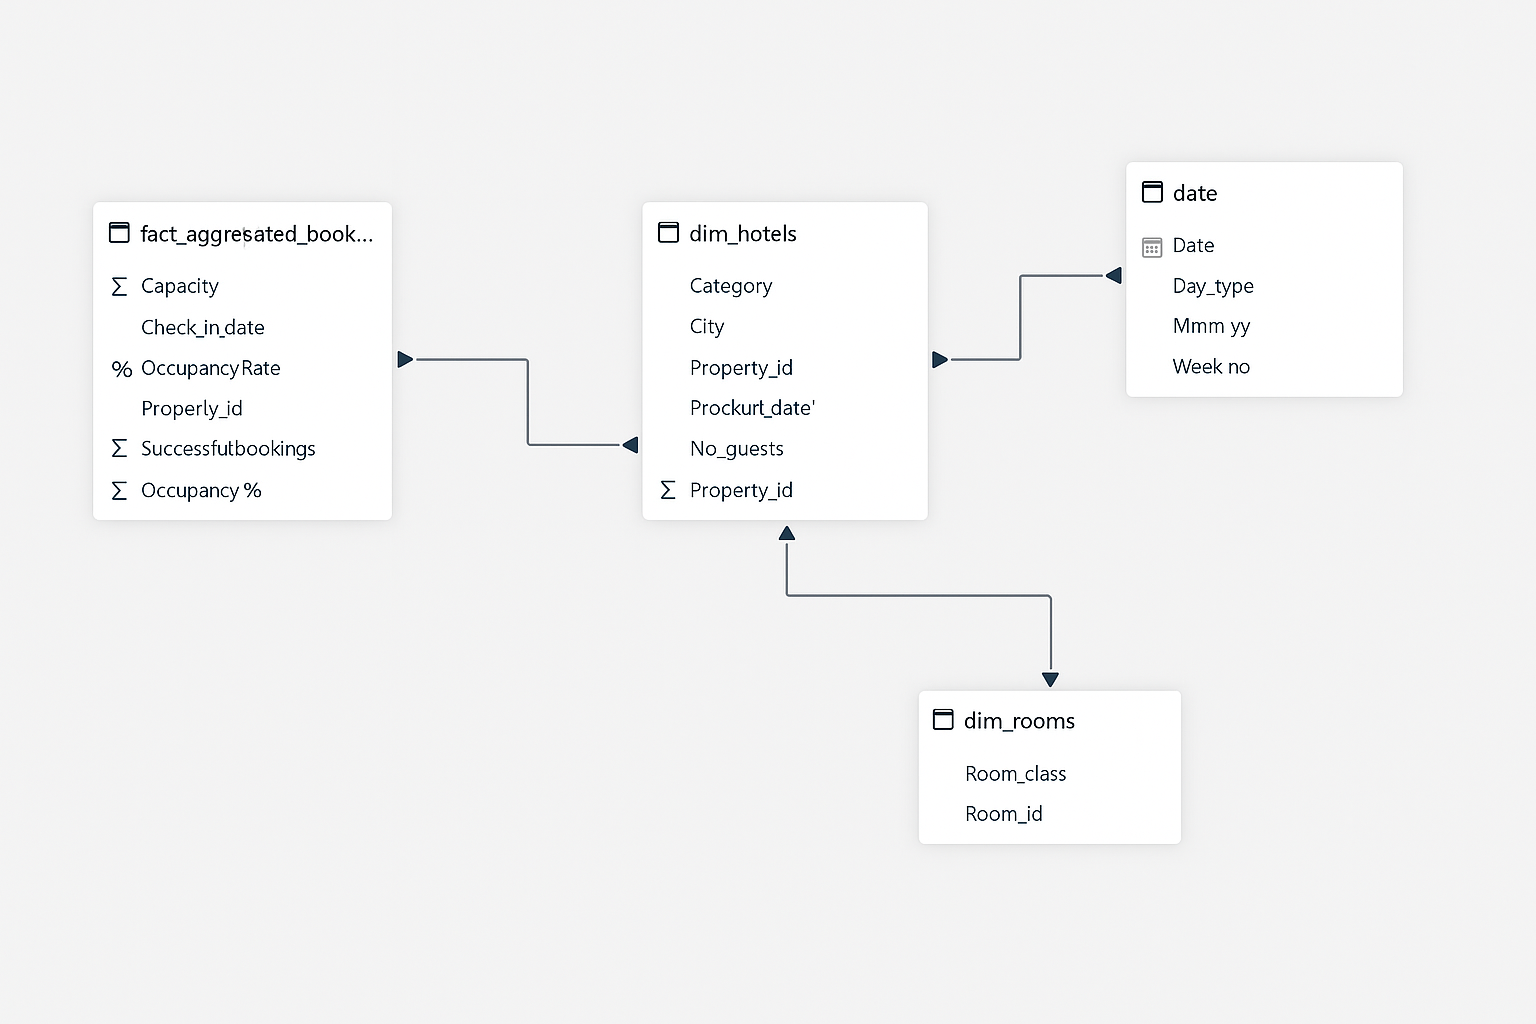 fact_aggresated_book...
Capacity
Check_in_date
% OccupancyRate
Properly_id
Successfutbookings
Occupancy %
dim_hotels
Category
City
Property_id
Prockurt_date'
No_guests
Σ Property_id
date
Date
Day_type
Mmm yy
Week no
dim_rooms
Room_class
Room_id